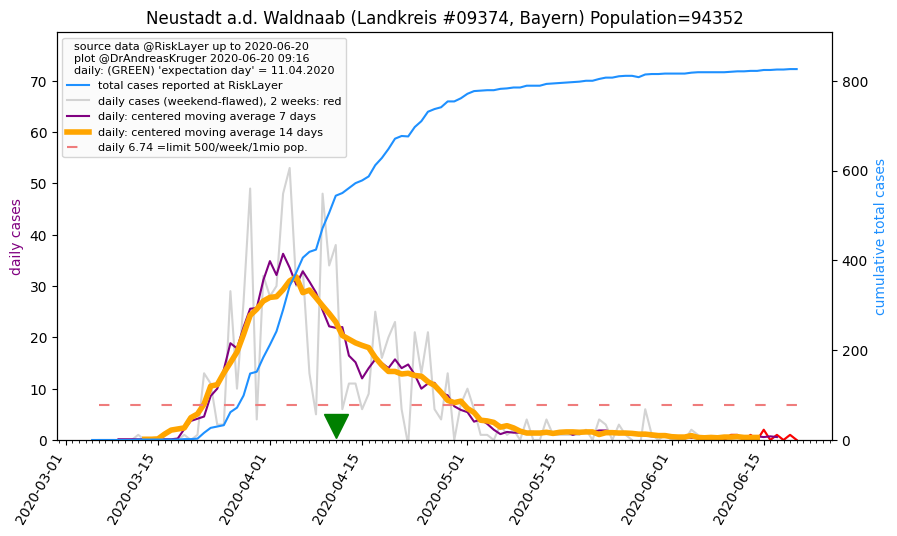 Neustadt a.d. Waldnaab (Landkreis #09374, Bayern) Population=94352
source data @RiskLayer up to 2020-06-20
plot @DrAndreasKruger 2020-06-20 09:16
daily: (GREEN) 'expectation day' = 11.04.2020
total cases reported at RiskLayer
daily cases (weekend-flawed), 2 weeks: red
daily: centered moving average 7 days
daily: centered moving average 14 days
daily 6.74 =limit 500/week/1mio pop.
daily cases
70
60
50
40
30
20
10
0
cumulative total cases
800
600
400
200
0
2020-03-01
2020-03-15
2020-04-01
2020-04-15
2020-05-01
2020-05-15
2020-06-01
2020-06-15